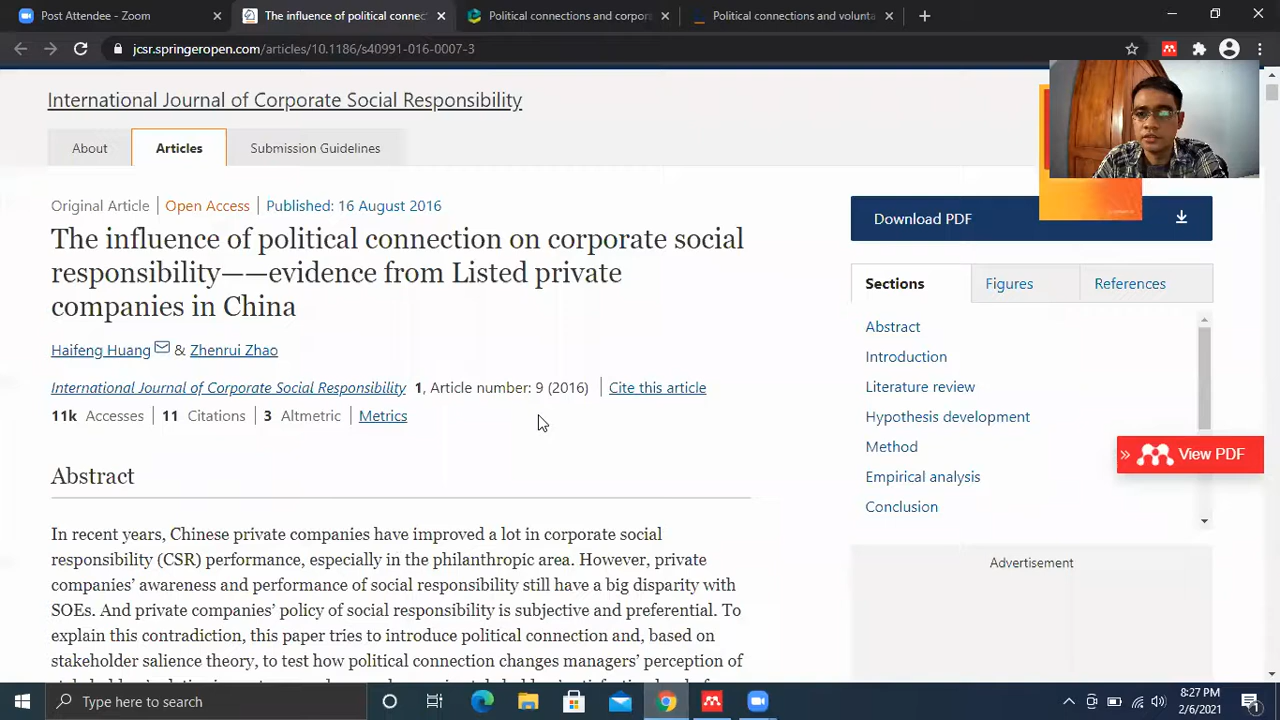 Post Attendee - Zoom
The influence of political connec
Political connections and corpor
Political connections and volunta
jcsr.springeropen.com/articles/10.1186/s40991-016-0007-3
International Journal of Corporate Social Responsibility
About
Articles
Submission Guidelines
Original Article
Open Access
Published: 16 August 2016
The influence of political connection on corporate social
responsibility——evidence from Listed private
companies in China
Haifeng Huang & Zhenrui Zhao
International Journal of Corporate Social Responsibility 1, Article number: 9 (2016)
Cite this article
11k Accesses
11 Citations
3 Altmetric
Metrics
Abstract
In recent years, Chinese private companies have improved a lot in corporate social
responsibility (CSR) performance, especially in the philanthropic area. However, private
companies’ awareness and performance of social responsibility still have a big disparity with
SOEs. And private companies’ policy of social responsibility is subjective and preferential. To
explain this contradiction, this paper tries to introduce political connection and, based on
stakeholder salience theory, to test how political connection changes managers’ perception of
Download PDF
Sections
Figures
References
Abstract
Introduction
Literature review
Hypothesis development
Method
Empirical analysis
Conclusion
View PDF
Advertisement
Type here to search
8:27 PM
2/6/2021
1